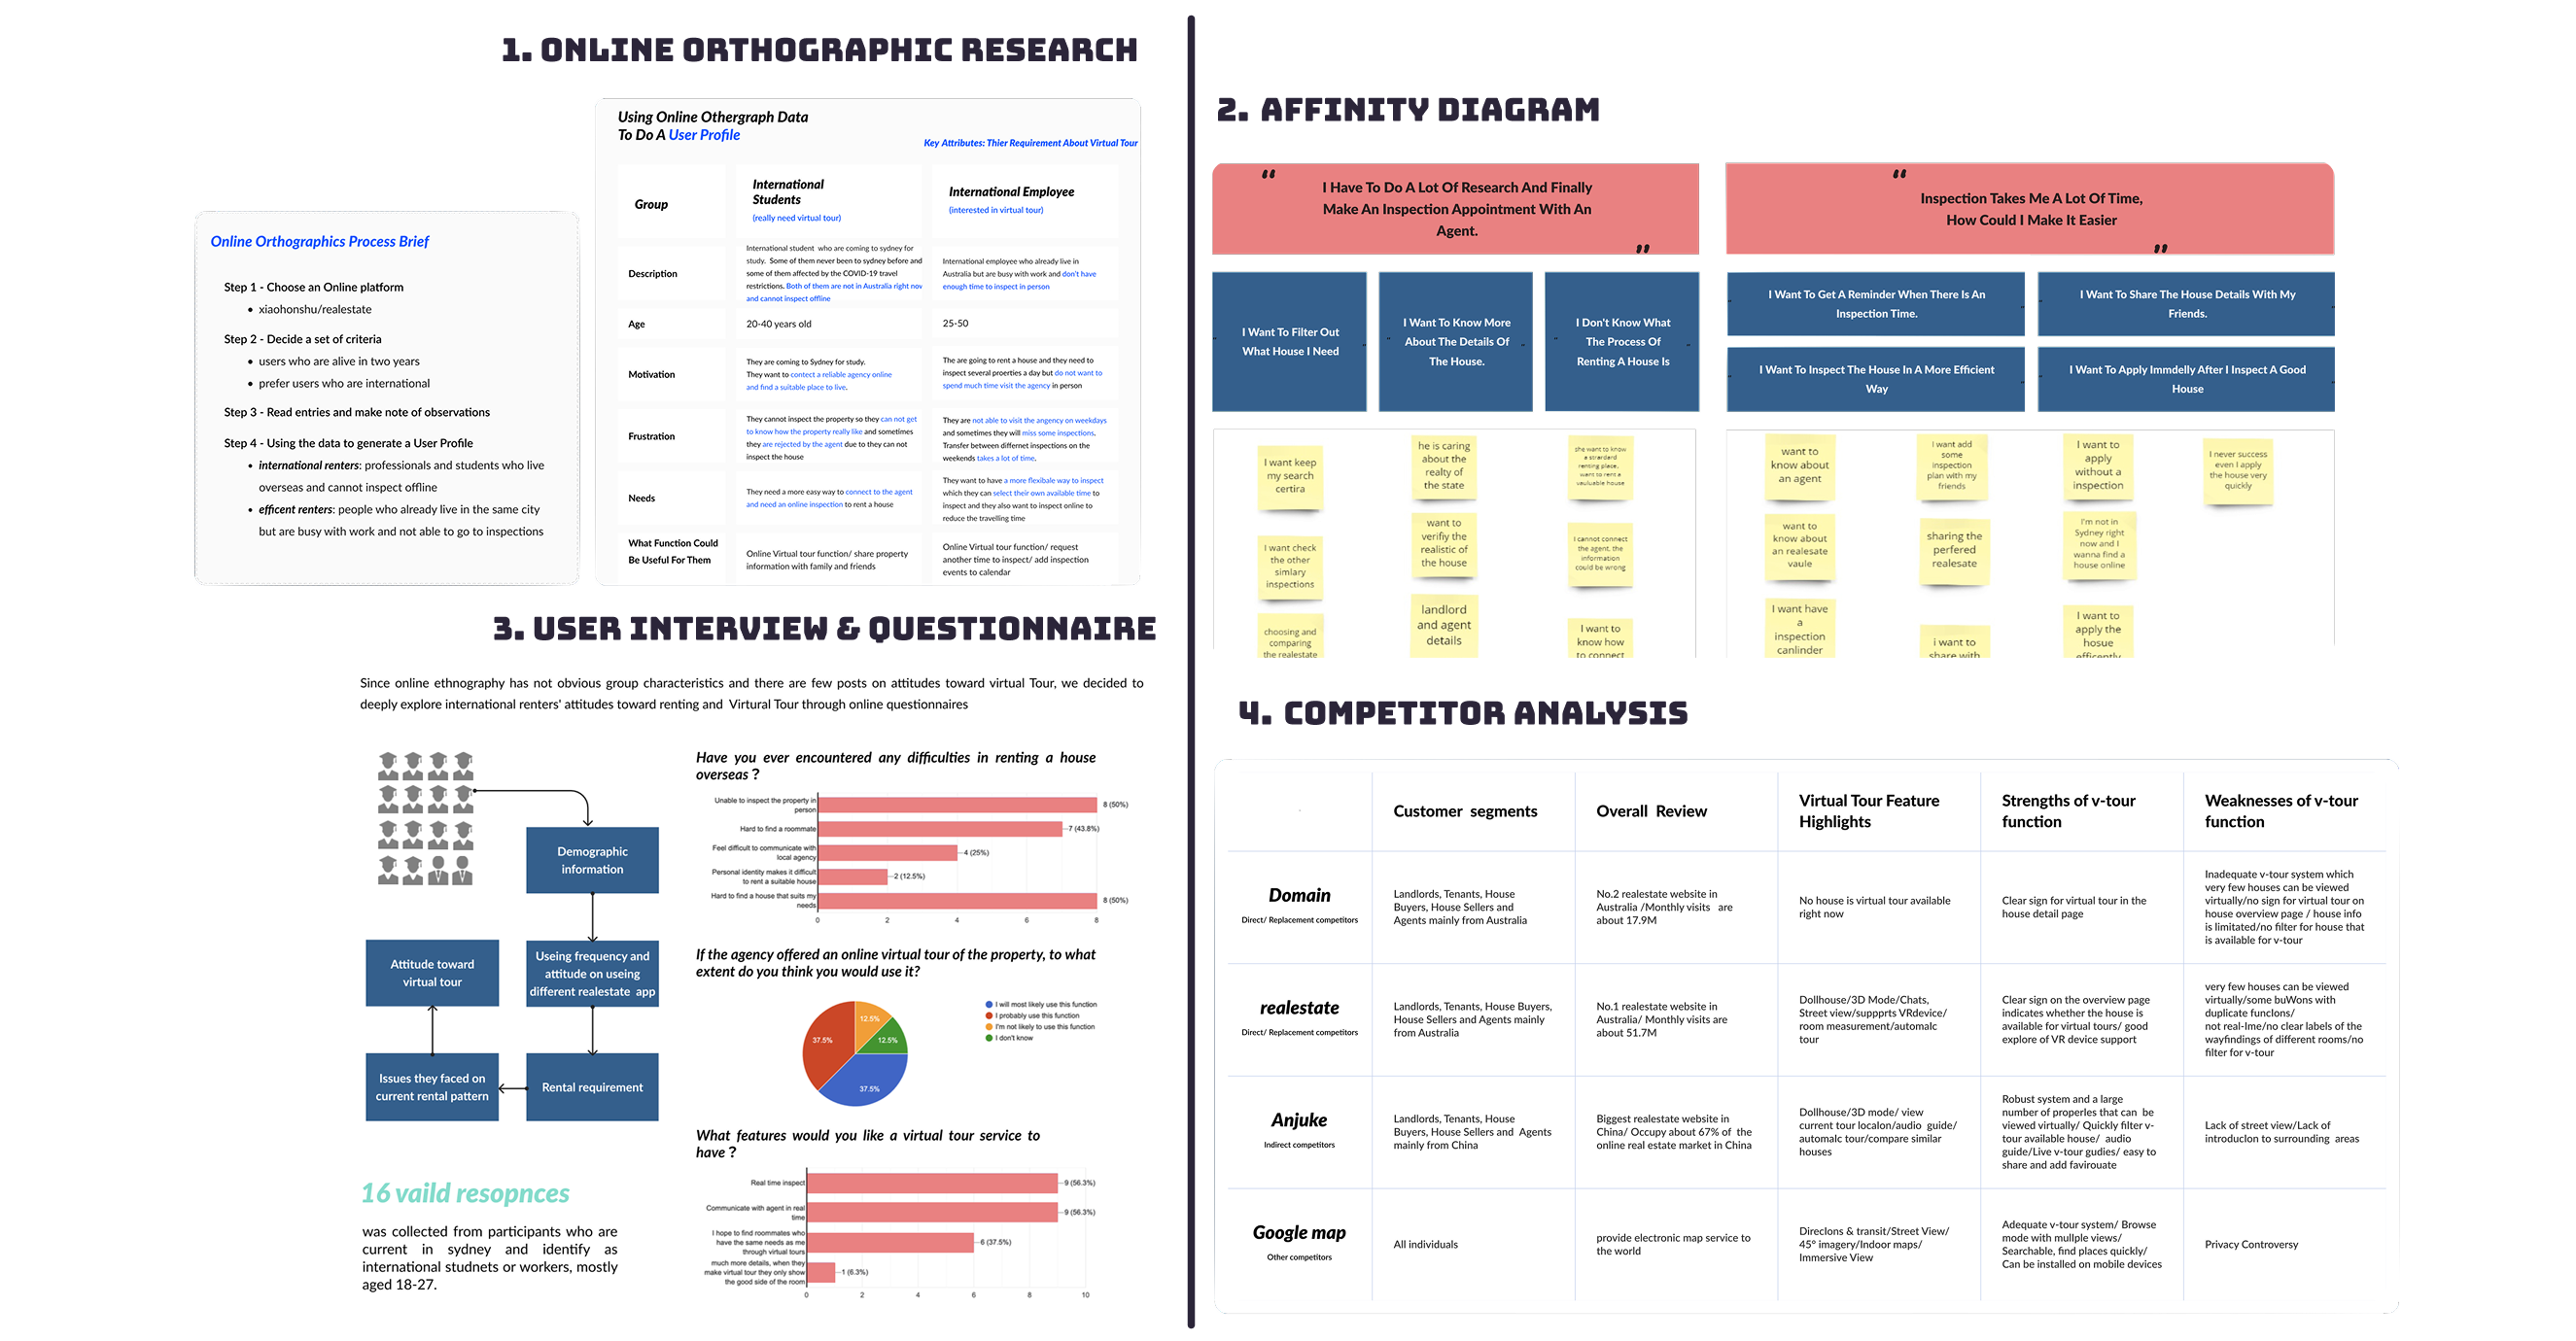 1. ONLINE ORTHOGRAPHIC RESEARCH
Online Orthographics Process Brief
Step 1 - Choose an Online platform
• xiaohonshu/realestate
Step 2 - Decide a set of criteria
• users who are alive in two years
• prefer users who are international
Step 3 - Read entries and make note of observations
Step 4 - Using the data to generate a User Profile
• international renters: professionals and students who live
overseas and cannot inspect offline
• efficent renters: people who already live in the same city
but are busy with work and not able to go to inspections
Using Online Othergraph Data
To Do A User Profile
Key Attributes: Thier Requirement About Virtual Tour
Group
International
Students
(really need virtual tour)
International Employee
(interested in virtual tour)
Description
International student who are coming to sydney for
study. Some of them never been to sydney before and
some of them affected by the COVID-19 travel
restrictions. Both of them are not in Australia right now
and cannot inspect offline
International employee who already live in
Australia but are busy with work and don't have
enough time to inspect in person
Age
20-40 years old
25-50
Motivation
They are coming to Sydney for study.
They want to contect a reliable agency online
and find a suitable place to live.
The are going to rent a house and they need to
inspect several proerties a day but do not want to
spend much time visit the agency in person
Frustration
They cannot inspect the property so they can not get
to know how the property really like and sometimes
they are rejected by the agent due to they can not
inspect the house
They are not able to visit the angency on weekdays
and sometimes they will miss some inspections.
Transfer between differnet inspections on the
weekends takes a lot of time.
Needs
They need a more easy way to connect to the agent
and need an online inspection to rent a house
They want to have a more flexibale way to inspect
which they can select their own available time to
inspect and they also want to inspect online to
reduce the travelling time
What Function Could
Be Useful For Them
Online Virtual tour function/ share property
information with family and friends
Online Virtual tour function/ request
another time to inspect/ add inspection
events to calendar
2. AFFINITY DIAGRAM
“
I Have To Do A Lot Of Research And Finally
Make An Inspection Appointment With An
Agent.
”
“
Inspection Takes Me A Lot Of Time,
How Could I Make It Easier
”
I Want To Filter Out
What House I Need
I Want To Know More
About The Details Of
The House.
I Don't Know What
The Process Of
Renting A House Is
I Want To Get A Reminder When There Is An
Inspection Time.
I Want To Share The House Details With My
Friends.
I Want To Inspect The House In A More Efficient
Way
I Want To Apply Immdelly After I Inspect A Good
House
I want keep
my search
certira
he is caring
about the
realty of
the state
she want to know
a strardard
renting place,
want to rent a
vauluable house
I want check
the other
simlary
inspections
want to
verifiy the
realistic of
the house
I cannot connect
the agent, the
information
could be wrong
choosing and
comparing
the realestate
landlord
and agent
details
I want to
know how
to connect
want to
know about
an agent
I want add
some
inspection
plan with my
friends
I want to
apply
without a
inspection
I never success
even I apply
the house very
quickly
want to
know about
an realesate
vaule
sharing the
perfered
realesate
I'm not in
Sydney right
now and I
wanna find a
house online
I want have
a
inspection
canlinder
i want to
share with
I want to
apply the
hosue
efficently
3. USER INTERVIEW & QUESTIONNAIRE
Since online ethnography has not obvious group characteristics and there are few posts on attitudes toward virtual Tour, we decided to
deeply explore international renters' attitudes toward renting and Virtural Tour through online questionnaires
Demographic
information
Useing frequency and
attitude on useing
different realestate app
Rental requirement
Issues they faced on
current rental pattern
Attitude toward
virtual tour
16 vaild resopnces
was collected from participants who are
current in sydney and identify as
international studnets or workers, mostly
aged 18-27.
Have you ever encountered any difficulties in renting a house
overseas？
Unable to inspect the property in
person
8 (50%)
Hard to find a roommate
7 (43.8%)
Feel difficult to communicate with
local agency
4 (25%)
Personal identity makes it difficult
to rent a suitable house
2 (12.5%)
Hard to find a house that suits my
needs
8 (50%)
0 2 4 6 8
If the agency offered an online virtual tour of the property, to what
extent do you think you would use it?
12.5%
12.5%
37.5%
37.5%
I will most likely use this function
I probably use this function
I'm not likely to use this function
I don't know
What features would you like a virtual tour service to
have？
Real time inspect
9 (56.3%)
Communicate with agent in real
time
9 (56.3%)
I hope to find roommates who
have the same needs as me
through virtual tours
6 (37.5%)
much more details, when they
make virtual tour they only show
the good side of the room
1 (6.3%)
0 2 4 6 8 10
4. COMPETITOR ANALYSIS
Customer segments
Overall Review
Virtual Tour Feature
Highlights
Strengths of v-tour
function
Weaknesses of v-tour
function
Domain
Direct/ Replacement competitors
Landlords, Tenants, House
Buyers, House Sellers and
Agents mainly from Australia
No.2 realestate website in
Australia /Monthly visits are
about 17.9M
No house is virtual tour available
right now
Clear sign for virtual tour in the
house detail page
Inadequate v-tour system which
very few houses can be viewed
virtually/no sign for virtual tour on
house overview page / house info
is limitated/no filter for house that
is available for v-tour
realestate
Direct/ Replacement competitors
Landlords, Tenants, House Buyers,
House Sellers and Agents mainly
from Australia
No.1 realestate website in
Australia/ Monthly visits are
about 51.7M
Dollhouse/3D Mode/Chats,
Street view/suppprts VRdevice/
room measurement/automalc
tour
Clear sign on the overview page
indicates whether the house is
available for virtual tours/ good
explore of VR device support
very few houses can be viewed
virtually/some buWons with
duplicate funclons/
not real-lme/no clear labels of the
wayfindings of different rooms/no
filter for v-tour
Anjuke
Indirect competitors
Landlords, Tenants, House
Buyers, House Sellers and Agents
mainly from China
Biggest realestate website in
China/ Occupy about 67% of the
online real estate market in China
Dollhouse/3D mode/ view
current tour localon/audio guide/
automalc tour/compare similar
houses
Robust system and a large
number of properles that can be
viewed virtually/ Quickly filter v-
tour available house/ audio
guide/Live v-tour gudies/ easy to
share and add favirouate
Lack of street view/Lack of
introduclon to surrounding areas
Google map
Other competitors
All individuals
provide electronic map service to
the world
Direclons & transit/Street View/
45° imagery/Indoor maps/
Immersive View
Adequate v-tour system/ Browse
mode with mullple views/
Searchable, find places quickly/
Can be installed on mobile devices
Privacy Controversy